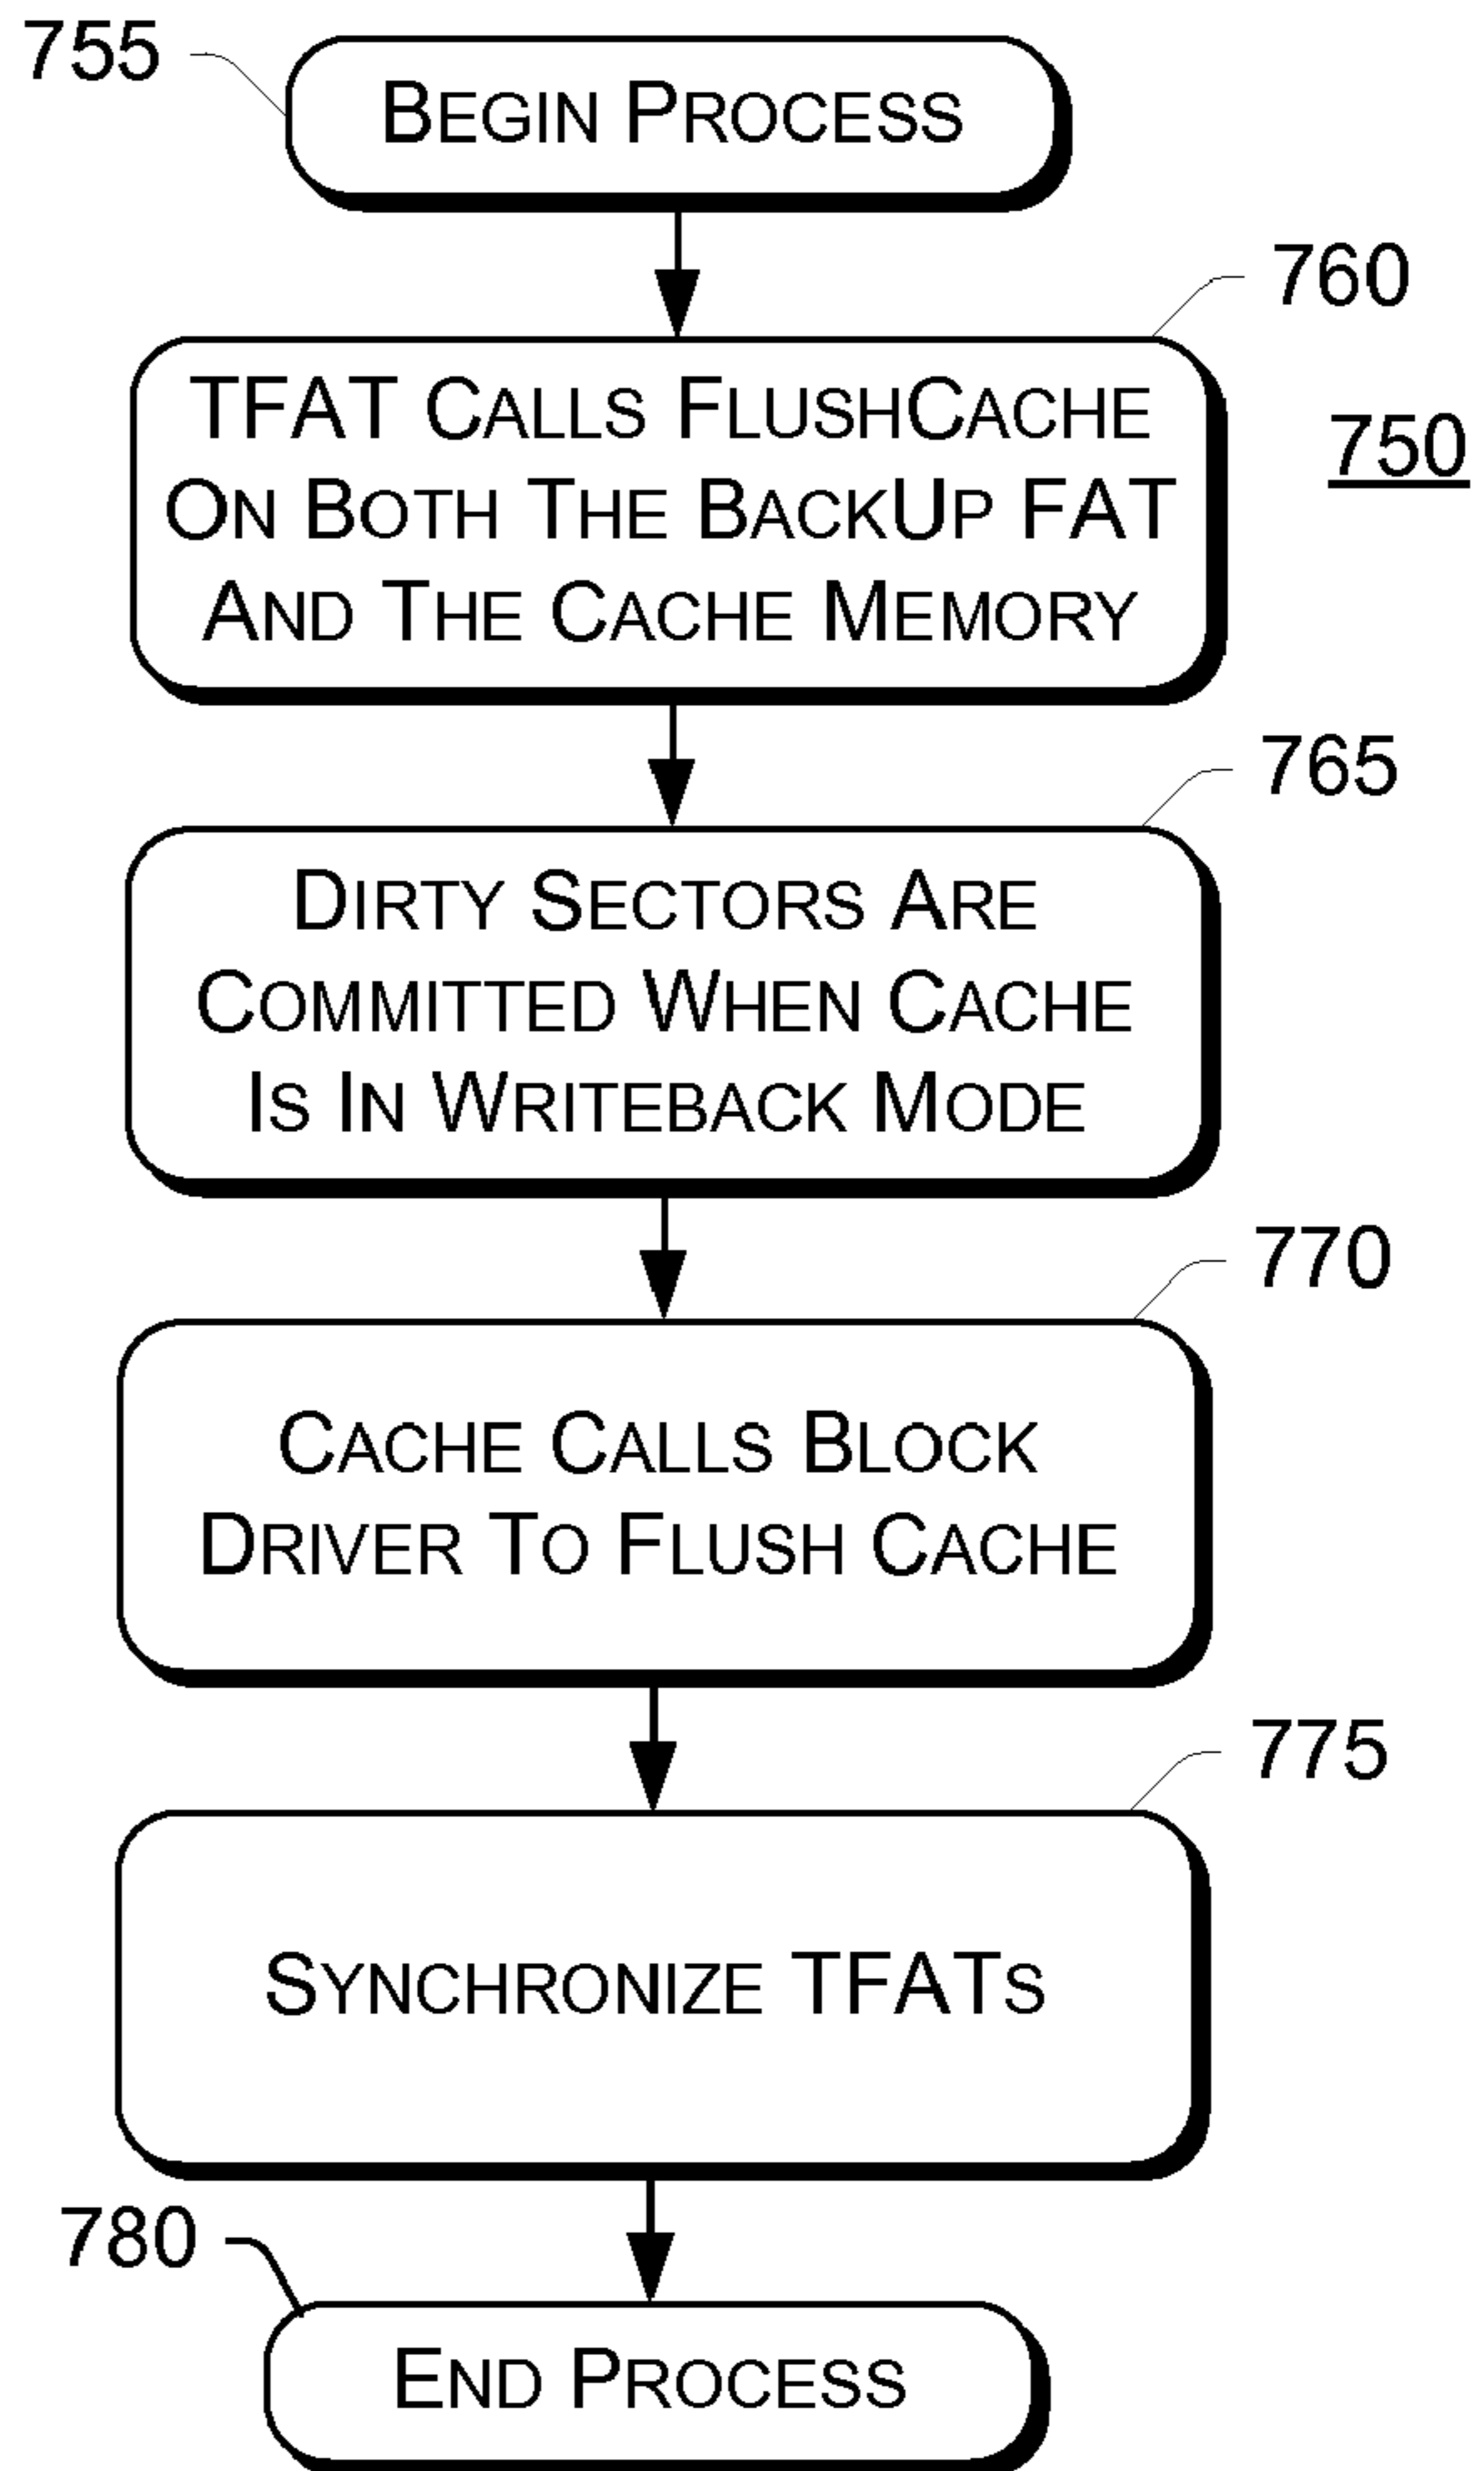 755
BEGIN PROCESS
760
TFAT CALLS FLUSHCACHE
ON BOTH THE BACKUP FAT
AND THE CACHE MEMORY
750
765
DIRTY SECTORS ARE
COMMITTED WHEN CACHE
IS IN WRITEBACK MODE
770
CACHE CALLS BLOCK
DRIVER TO FLUSH CACHE
775
SYNCHRONIZE TFATS
780
END PROCESS